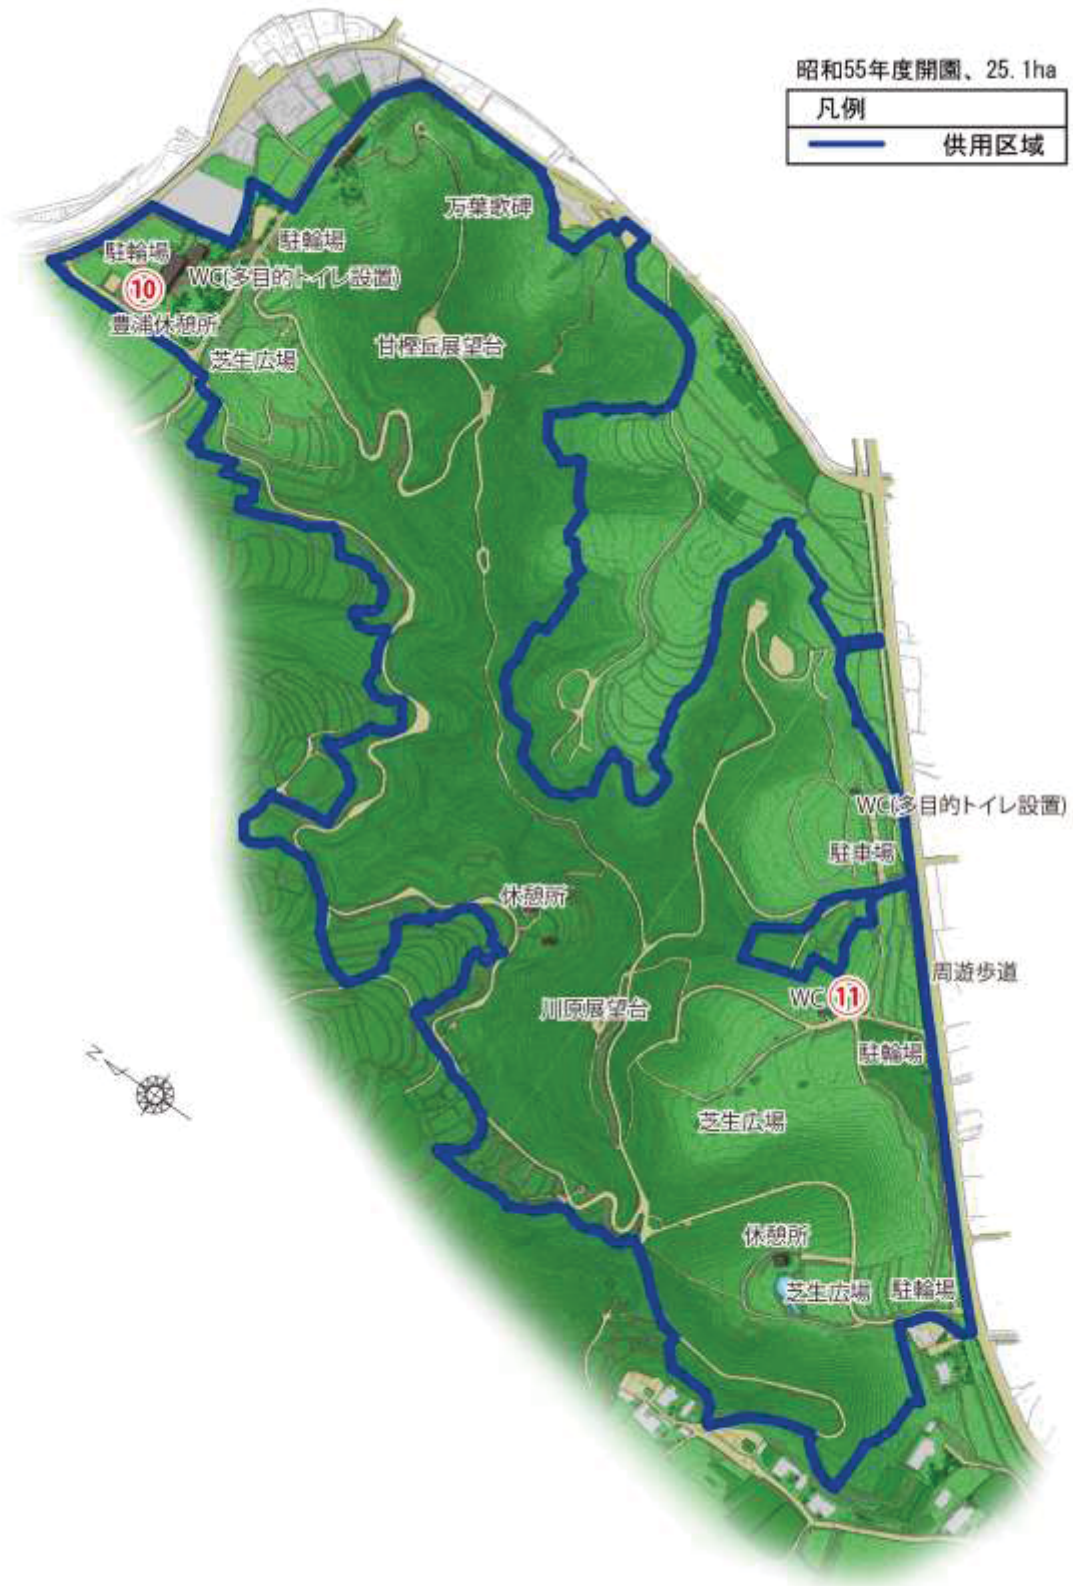 昭和55年度開園、25.1ha
凡例
供用区域
万葉歌碑
駐輪場
駐輪場
WC(多目的トイレ設置)
⑩
豊浦休憩所
甘樫丘展望台
芝生広場
WC(多目的トイレ設置)
駐車場
休憩所
周遊歩道
WC ⑪
川原展望台
駐輪場
N
芝生広場
休憩所
芝生広場
駐輪場